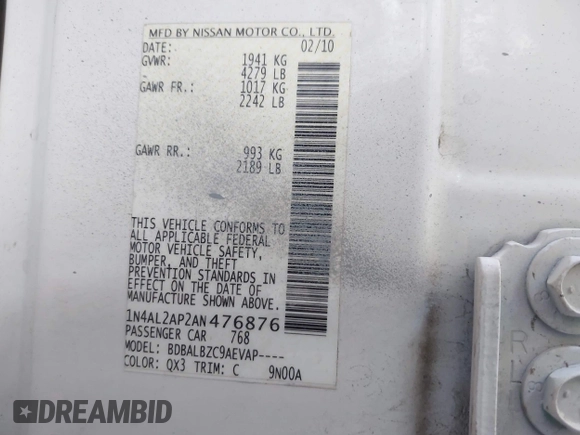 MFD BY NISSAN MOTOR CO., LTD.
DATE: 02/10
GVWR: 1941 KG
4279 LB
GAWR FR.: 1017 KG
2242 LB
GAWR RR.: 993 KG
2189 LB
THIS VEHICLE CONFORMS TO
ALL APPLICABLE FEDERAL
MOTOR VEHICLE SAFETY,
BUMPER, AND THEFT
PREVENTION STANDARDS IN
EFFECT ON THE DATE OF
MANUFACTURE SHOWN ABOVE.
1N4AL2AP2AN476876
PASSENGER CAR 768
MODEL: BDBALBZC9AEVAP----
COLOR: QX3 TRIM: C 9N00A
R
L
DREAMBID